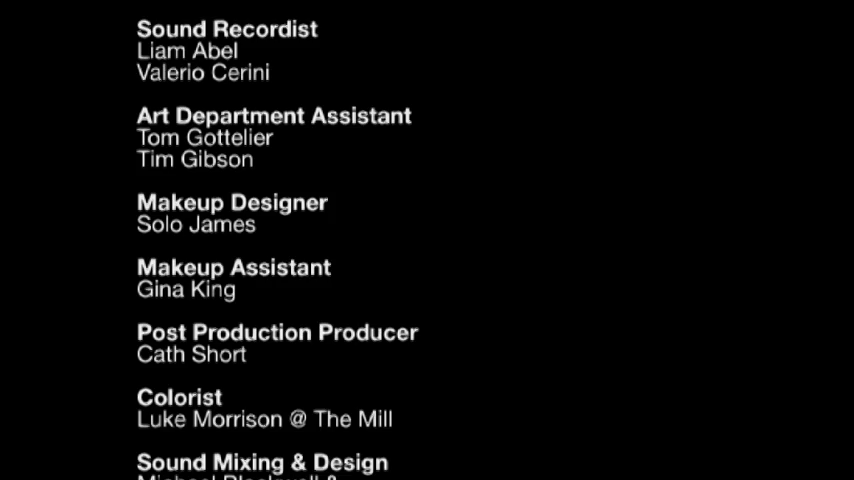 Sound Recordist
Liam Abel
Valerio Cerini
Art Department Assistant
Tom Gottelier
Tim Gibson
Makeup Designer
Solo James
Makeup Assistant
Gina King
Post Production Producer
Cath Short
Colorist
Luke Morrison @ The Mill
Sound Mixing & Design